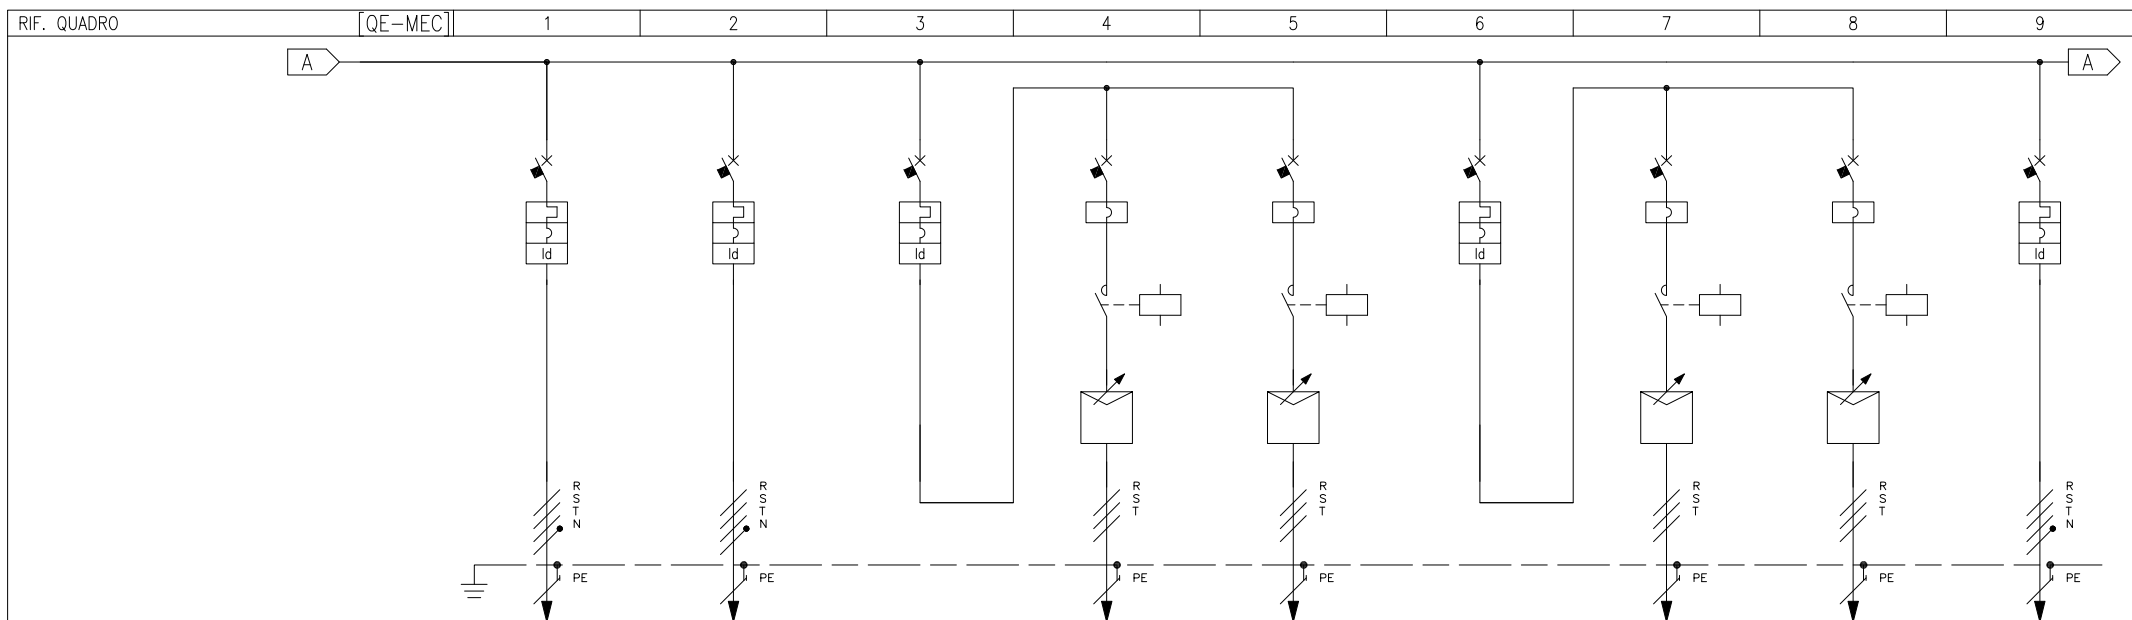 RIF. QUADRO [QE-MEC] 1 2 3 4 5 6 7 8 9
A A
Id Id Id Id Id
R R R R R R R
S S S S S S S
T T T T T T T
N N N
PE PE PE PE PE PE PE